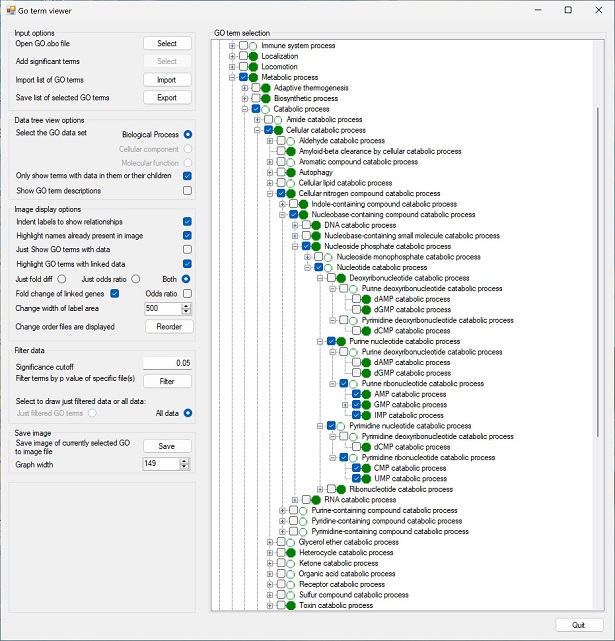 Go term viewer
Input options
Open GO.obo file
Select
Add significant terms
Select
Import list of GO terms
Import
Save list of selected GO terms
Export
Data tree view options
Select the GO data set
Biological Process
Cellular component
Molecular function
Only show terms with data in them or their children
Show GO term descriptions
Image display options
Indent labels to show relationships
Highlight names already present in image
Just Show GO terms with data
Highlight GO terms with linked data
Just fold diff
Just odds ratio
Both
Fold change of linked genes
Odds ratio
Change width of label area
500
Change order files are displayed
Reorder
Filter data
Significance cutoff
0.05
Filter terms by p value of specific file(s)
Filter
Select to draw just filtered data or all data:
Just filtered GO terms
All data
Save image
Save image of currently selected GO
to image file
Save
Graph width
149
GO term selection
Immune system process
Localization
Locomotion
Metabolic process
Adaptive thermogenesis
Biosynthetic process
Catabolic process
Amide catabolic process
Cellular catabolic process
Aldehyde catabolic process
Amyloid-beta clearance by cellular catabolic process
Aromatic compound catabolic process
Autophagy
Cellular lipid catabolic process
Cellular nitrogen compound catabolic process
Indole-containing compound catabolic process
Nucleobase-containing compound catabolic process
DNA catabolic process
Nucleobase-containing small molecule catabolic process
Nucleoside phosphate catabolic process
Nucleoside monophosphate catabolic process
Nucleotide catabolic process
Deoxyribonucleotide catabolic process
Purine deoxyribonucleotide catabolic process
dAMP catabolic process
dGMP catabolic process
Pyrimidine deoxyribonucleotide catabolic process
dCMP catabolic process
Purine nucleotide catabolic process
Purine deoxyribonucleotide catabolic process
dAMP catabolic process
dGMP catabolic process
Purine ribonucleotide catabolic process
AMP catabolic process
GMP catabolic process
IMP catabolic process
Pyrimidine nucleotide catabolic process
Pyrimidine deoxyribonucleotide catabolic process
dCMP catabolic process
Pyrimidine ribonucleotide catabolic process
CMP catabolic process
UMP catabolic process
Ribonucleotide catabolic process
RNA catabolic process
Purine-containing compound catabolic process
Pyridine-containing compound catabolic process
Pyrimidine-containing compound catabolic process
Glycerol ether catabolic process
Heterocycle catabolic process
Ketone catabolic process
Organic acid catabolic process
Receptor catabolic process
Sulfur compound catabolic process
Toxin catabolic process
Quit